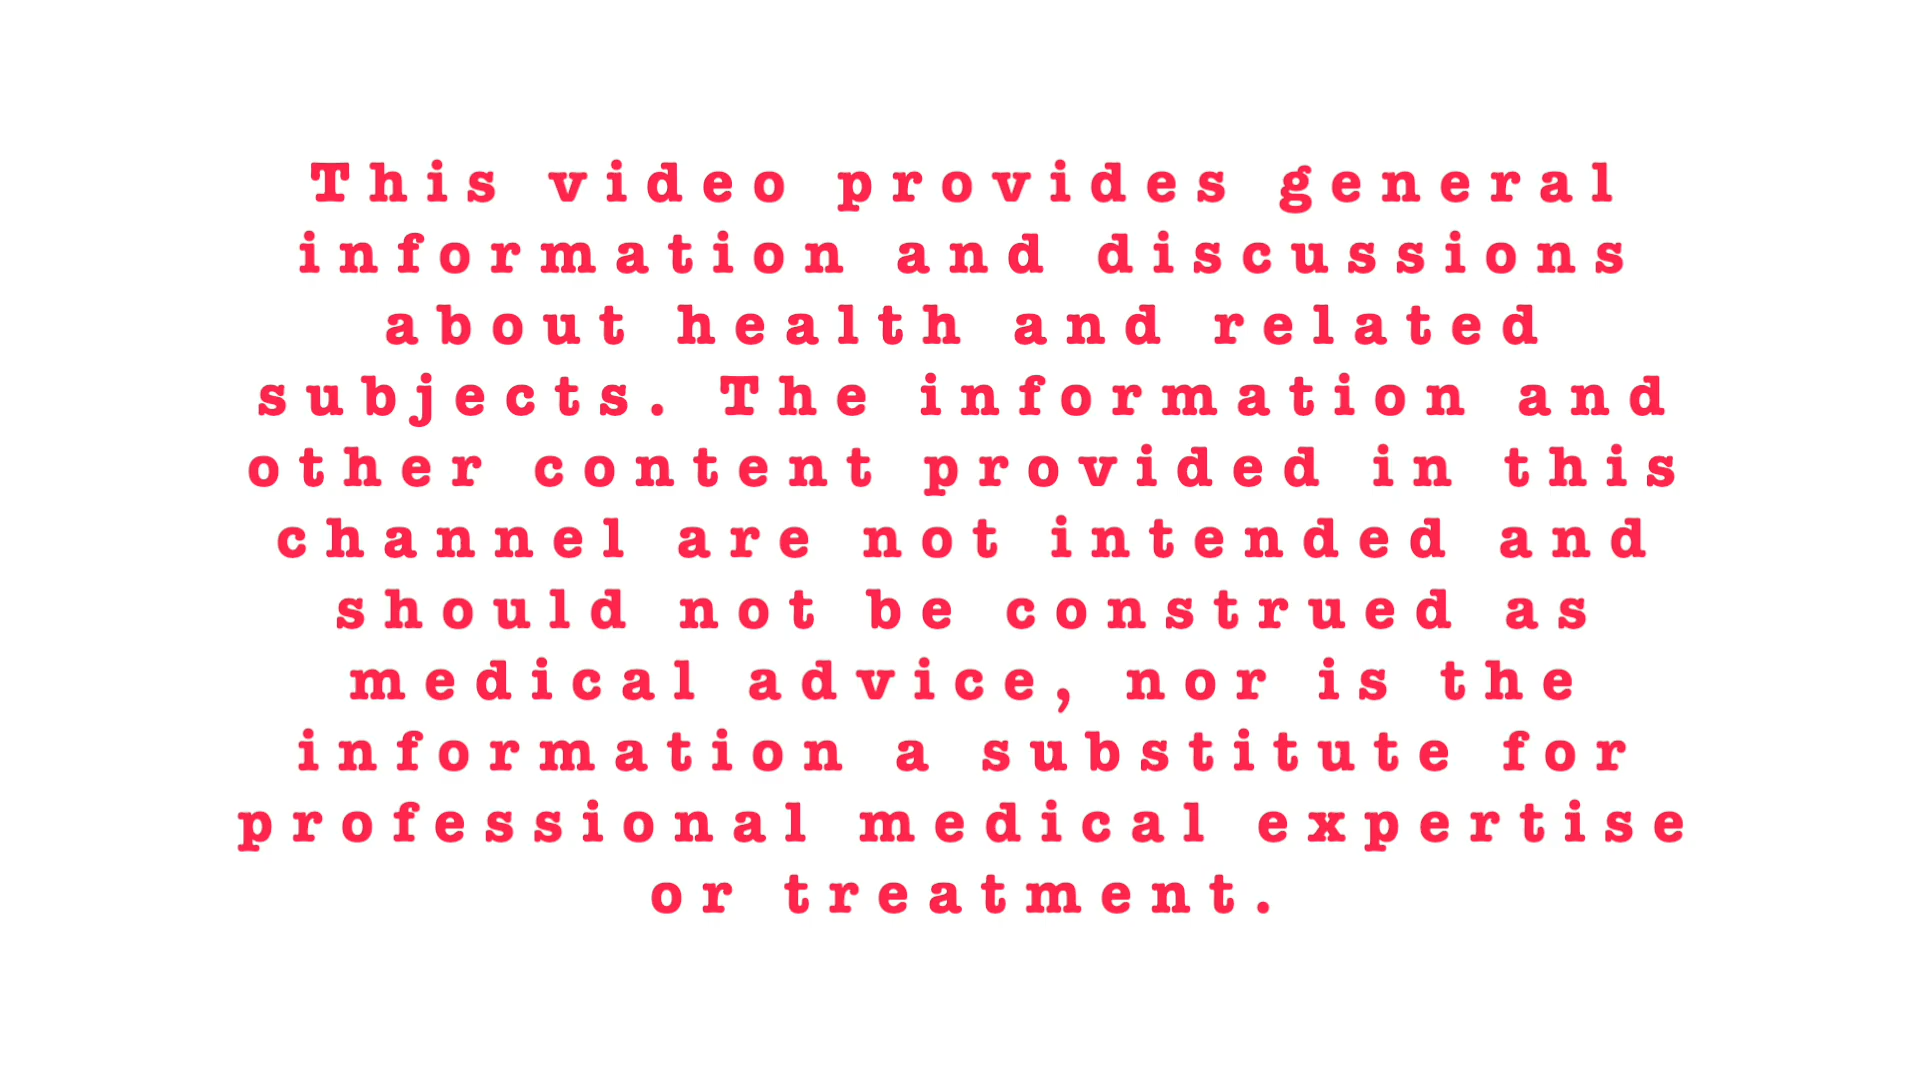 This video provides general
information and discussions
about health and related
subjects. The information and
other content provided in this
channel are not intended and
should not be construed as
medical advice, nor is the
information a substitute for
professional medical expertise
or treatment.